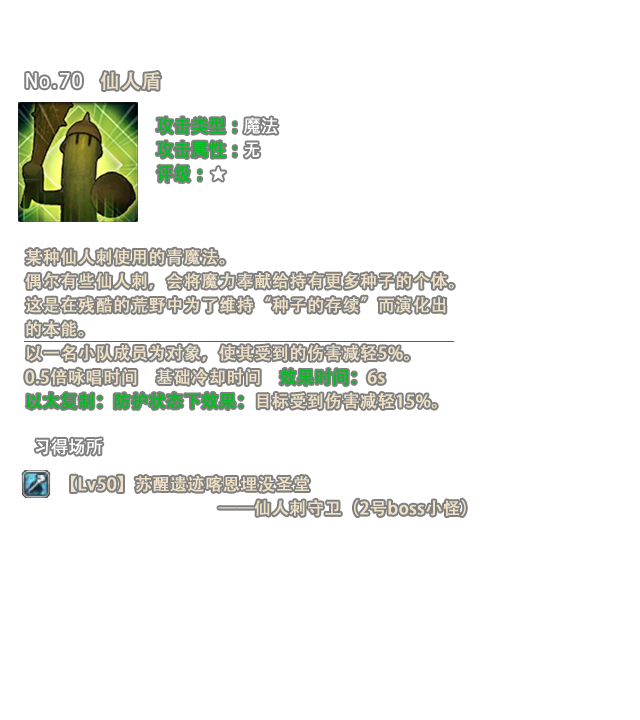 No.70 仙人盾
攻击类型：魔法
攻击属性：无
评级：☆
某种仙人刺使用的青魔法。
偶尔有些仙人刺，会将魔力奉献给持有更多种子的个体。
这是在残酷的荒野中为了维持“种子的存续”而演化出
的本能。
以一名小队成员为对象，使其受到的伤害减轻5%。
0.5倍咏唱时间 基础冷却时间 效果时间：6s
以太复制：防护状态下效果：目标受到伤害减轻15%。
习得场所
【Lv50】苏醒遗迹喀恩埋没圣堂
——仙人刺守卫（2号boss小怪）